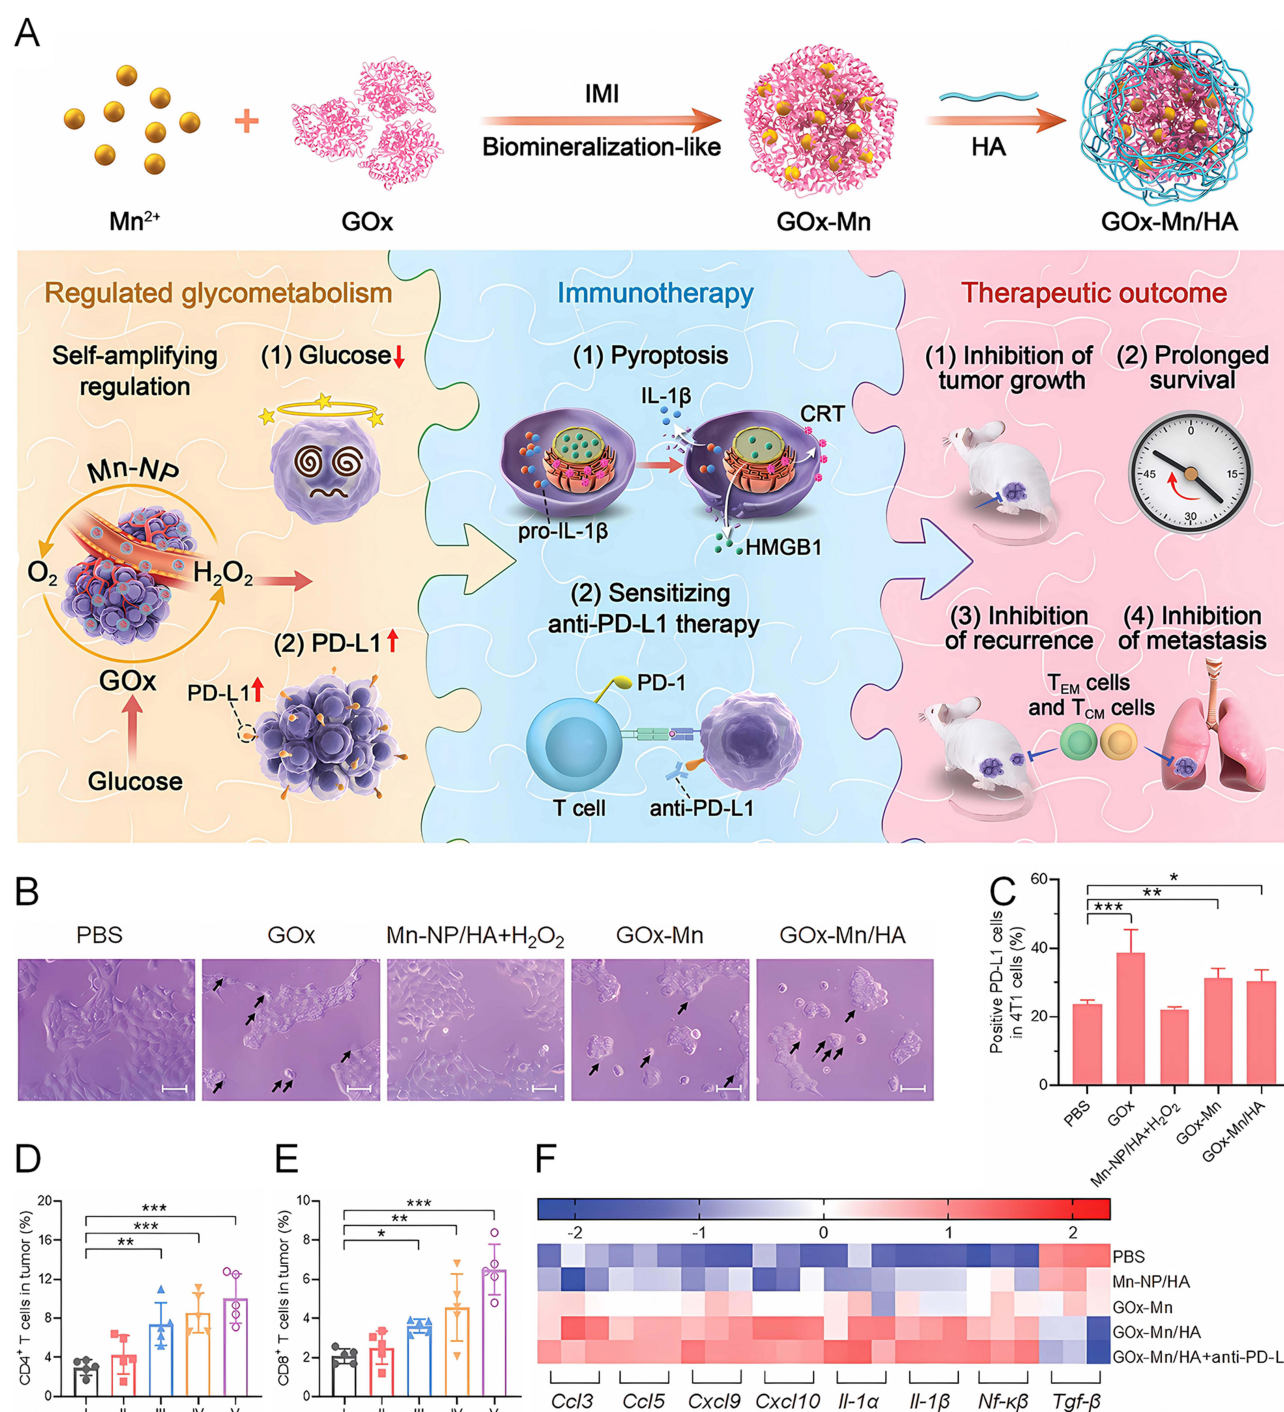 A
Mn²⁺
+
GOx
IMI
Biomineralization-like
GOx-Mn
HA
GOx-Mn/HA
Regulated glycometabolism
Self-amplifying
regulation
(1) Glucose↓
Mn-NP
O₂
H₂O₂
GOx
Glucose
(2) PD-L1↑
PD-L1↑
Immunotherapy
(1) Pyroptosis
IL-1β
CRT
pro-IL-1β
HMGB1
(2) Sensitizing
anti-PD-L1 therapy
PD-1
T cell
anti-PD-L1
Therapeutic outcome
(1) Inhibition of
tumor growth
(2) Prolonged
survival
0
45
15
30
(3) Inhibition
of recurrence
(4) Inhibition
of metastasis
T_EM cells
and T_CM cells
B
PBS
GOx
Mn-NP/HA+H₂O₂
GOx-Mn
GOx-Mn/HA
C
Positive PD-L1 cells
in 4T1 cells (%)
60
40
20
0
*
**
***
PBS
GOx
Mn-NP/HA+H₂O₂
GOx-Mn
GOx-Mn/HA
D
CD4⁺ T cells in tumor (%)
20
16
12
8
4
0
***
***
**
E
CD8⁺ T cells in tumor (%)
10
8
6
4
2
0
***
**
*
F
-2 -1 0 1 2
PBS
Mn-NP/HA
GOx-Mn
GOx-Mn/HA
GOx-Mn/HA+anti-PD-L
Ccl3 Ccl5 Cxcl9 Cxcl10 Il-1α Il-1β Nf-κβ Tgf-β